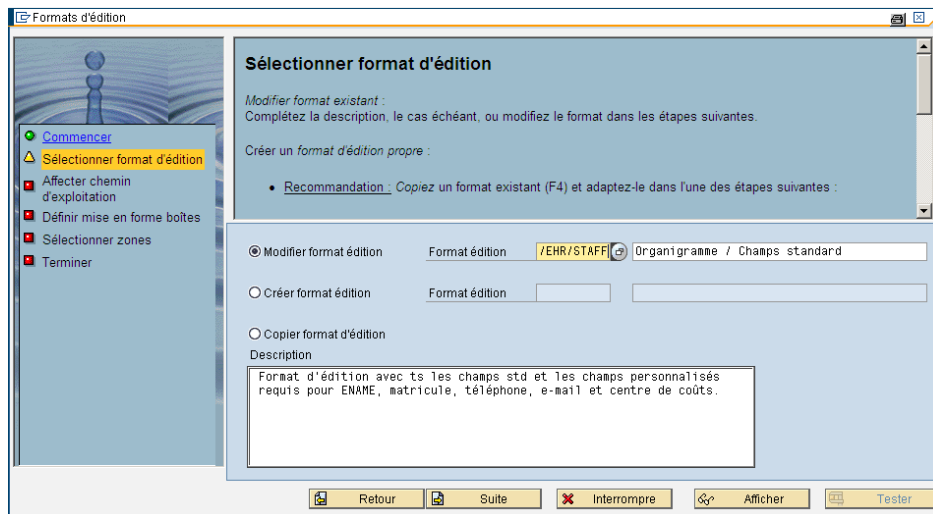 Formats d'édition
Sélectionner format d'édition
Modifier format existant :
Complétez la description, le cas échéant, ou modifiez le format dans les étapes suivantes.
Créer un format d'édition propre :
• Recommandation : Copiez un format existant (F4) et adaptez-le dans l'une des étapes suivantes :
Commencer
Sélectionner format d'édition
Affecter chemin
d'exploitation
Définir mise en forme boîtes
Sélectionner zones
Terminer
Modifier format édition Format édition /EHR/STAFF Organigramme / Champs standard
Créer format édition Format édition
Copier format d'édition
Description
Format d'édition avec ts les champs std et les champs personnalisés
requis pour ENAME, matricule, téléphone, e-mail et centre de coûts.
Retour Suite Interrompre Afficher Tester